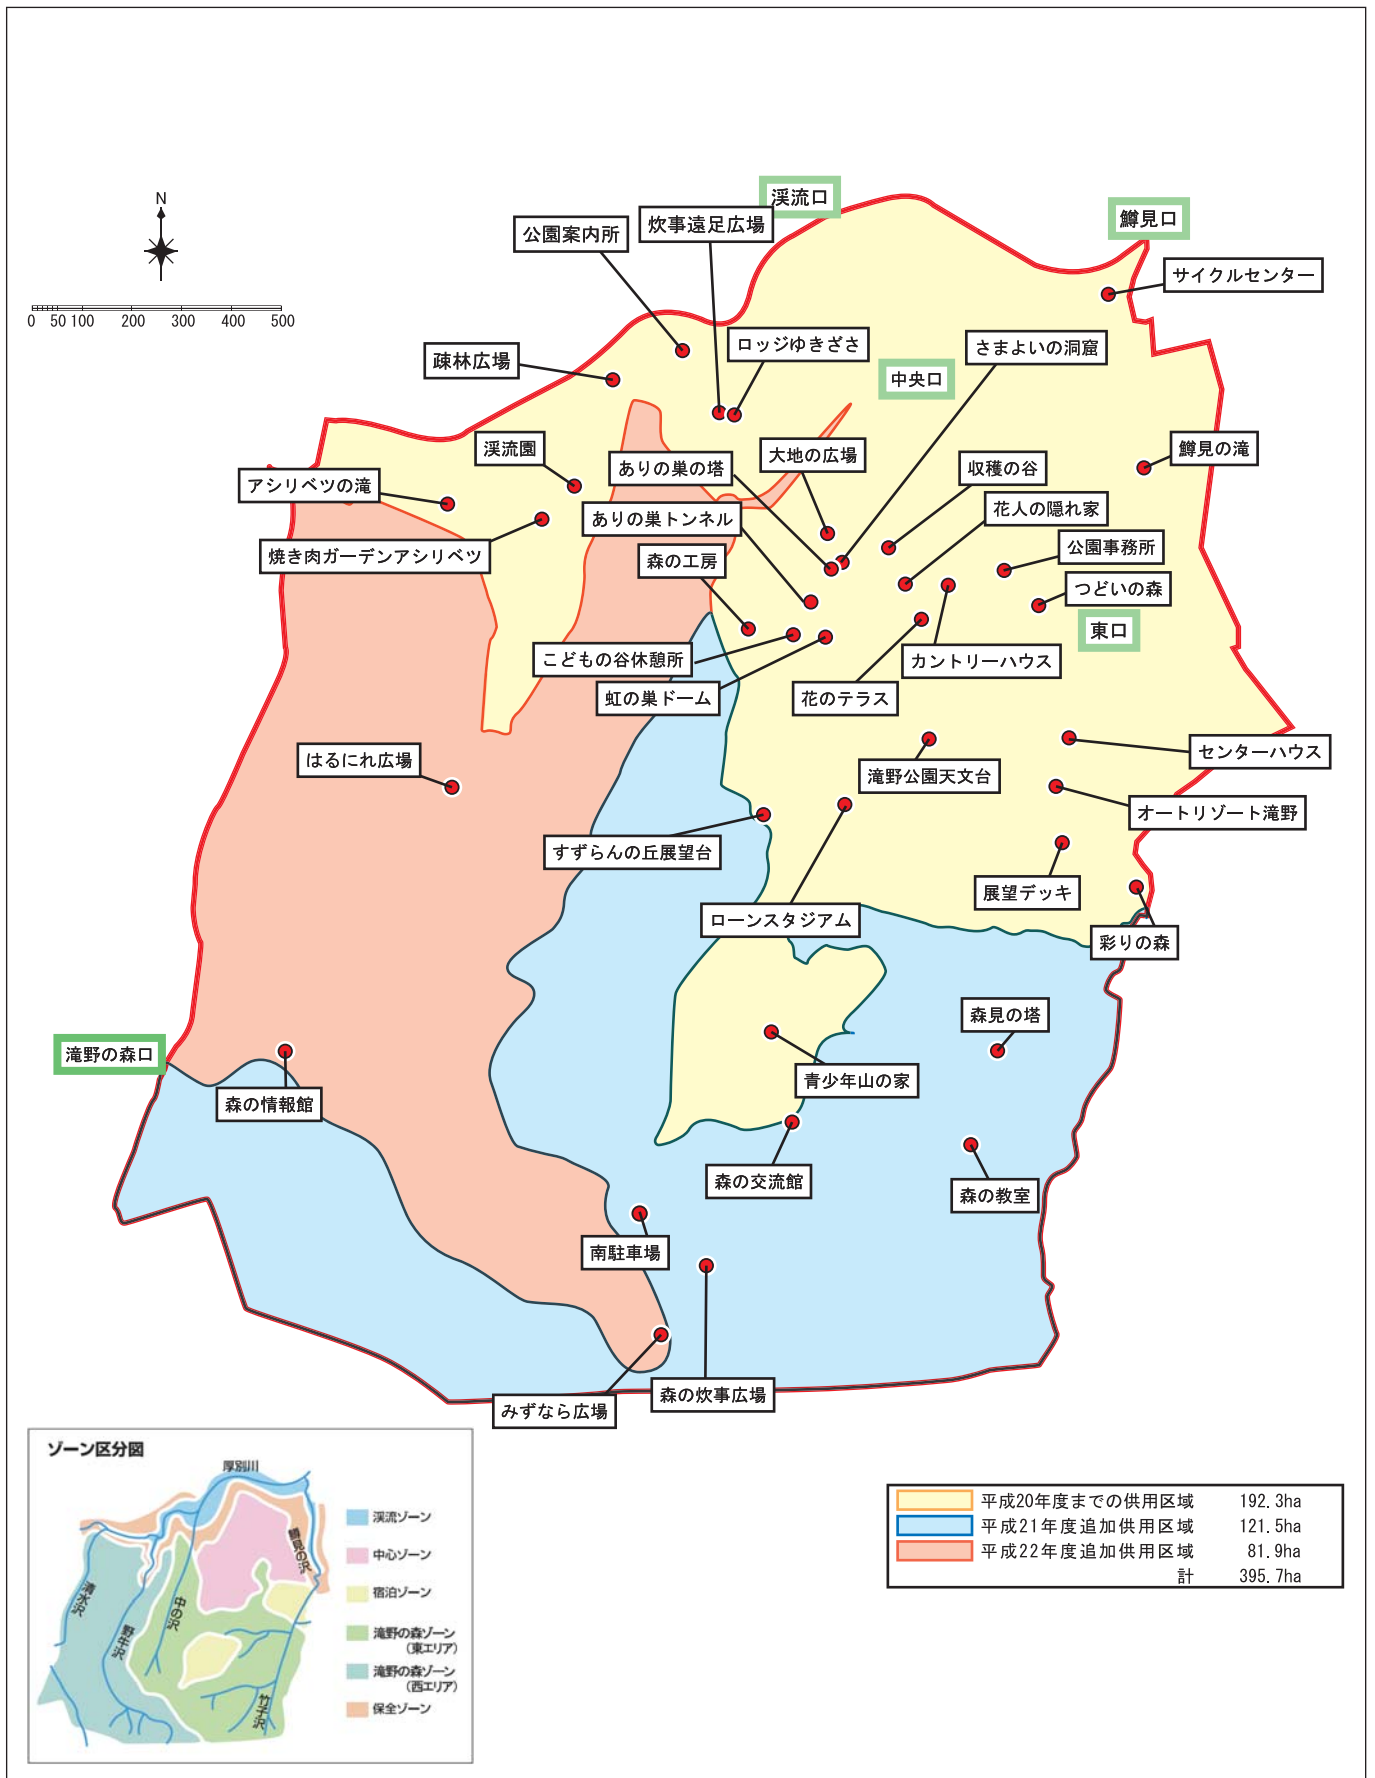 渓流口
炊事遠足広場
公園案内所
鱒見口
N
サイクルセンター
0 50 100 200 300 400 500
ロッジゆきざさ
さまよいの洞窟
疎林広場
中央口
渓流園
大地の広場
鱒見の滝
ありの巣の塔
収穫の谷
アシリベツの滝
花人の隠れ家
ありの巣トンネル
公園事務所
焼き肉ガーデンアシリベツ
森の工房
つどいの森
東口
こどもの谷休憩所
カントリーハウス
虹の巣ドーム
花のテラス
センターハウス
はるにれ広場
滝野公園天文台
オートリゾート滝野
すずらんの丘展望台
展望デッキ
ローンスタジアム
彩りの森
森見の塔
滝野の森口
青少年山の家
森の情報館
森の交流館
森の教室
南駐車場
森の炊事広場
みずなら広場
ゾーン区分図
厚別川
渓流ゾーン
鱒見の沢
中心ゾーン
宿泊ゾーン
清水沢
中の沢
野牛沢
滝野の森ゾーン
(東エリア)
滝野の森ゾーン
(西エリア)
竹子沢
保全ゾーン
平成20年度までの供用区域 192.3ha
平成21年度追加供用区域 121.5ha
平成22年度追加供用区域 81.9ha
計 395.7ha